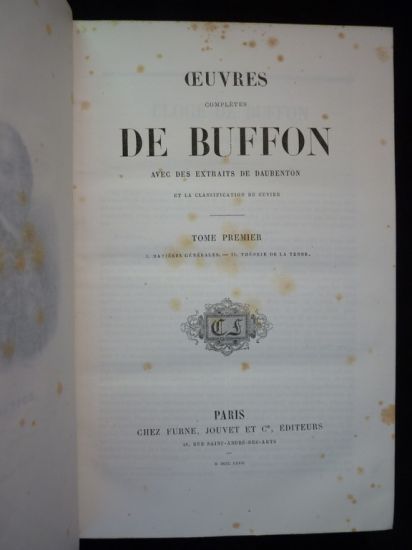 ŒUVRES
COMPLÈTES
DE BUFFON
AVEC DES EXTRAITS DE DAUBENTON
ET LA CLASSIFICATION DE CUVIER
TOME PREMIER
I. MATIÈRES GÉNÉRALES. — II. THÉORIE DE LA TERRE.
PARIS
CHEZ FURNE, JOUVET ET Cie, ÉDITEURS
45, RUE SAINT-ANDRÉ-DES-ARTS